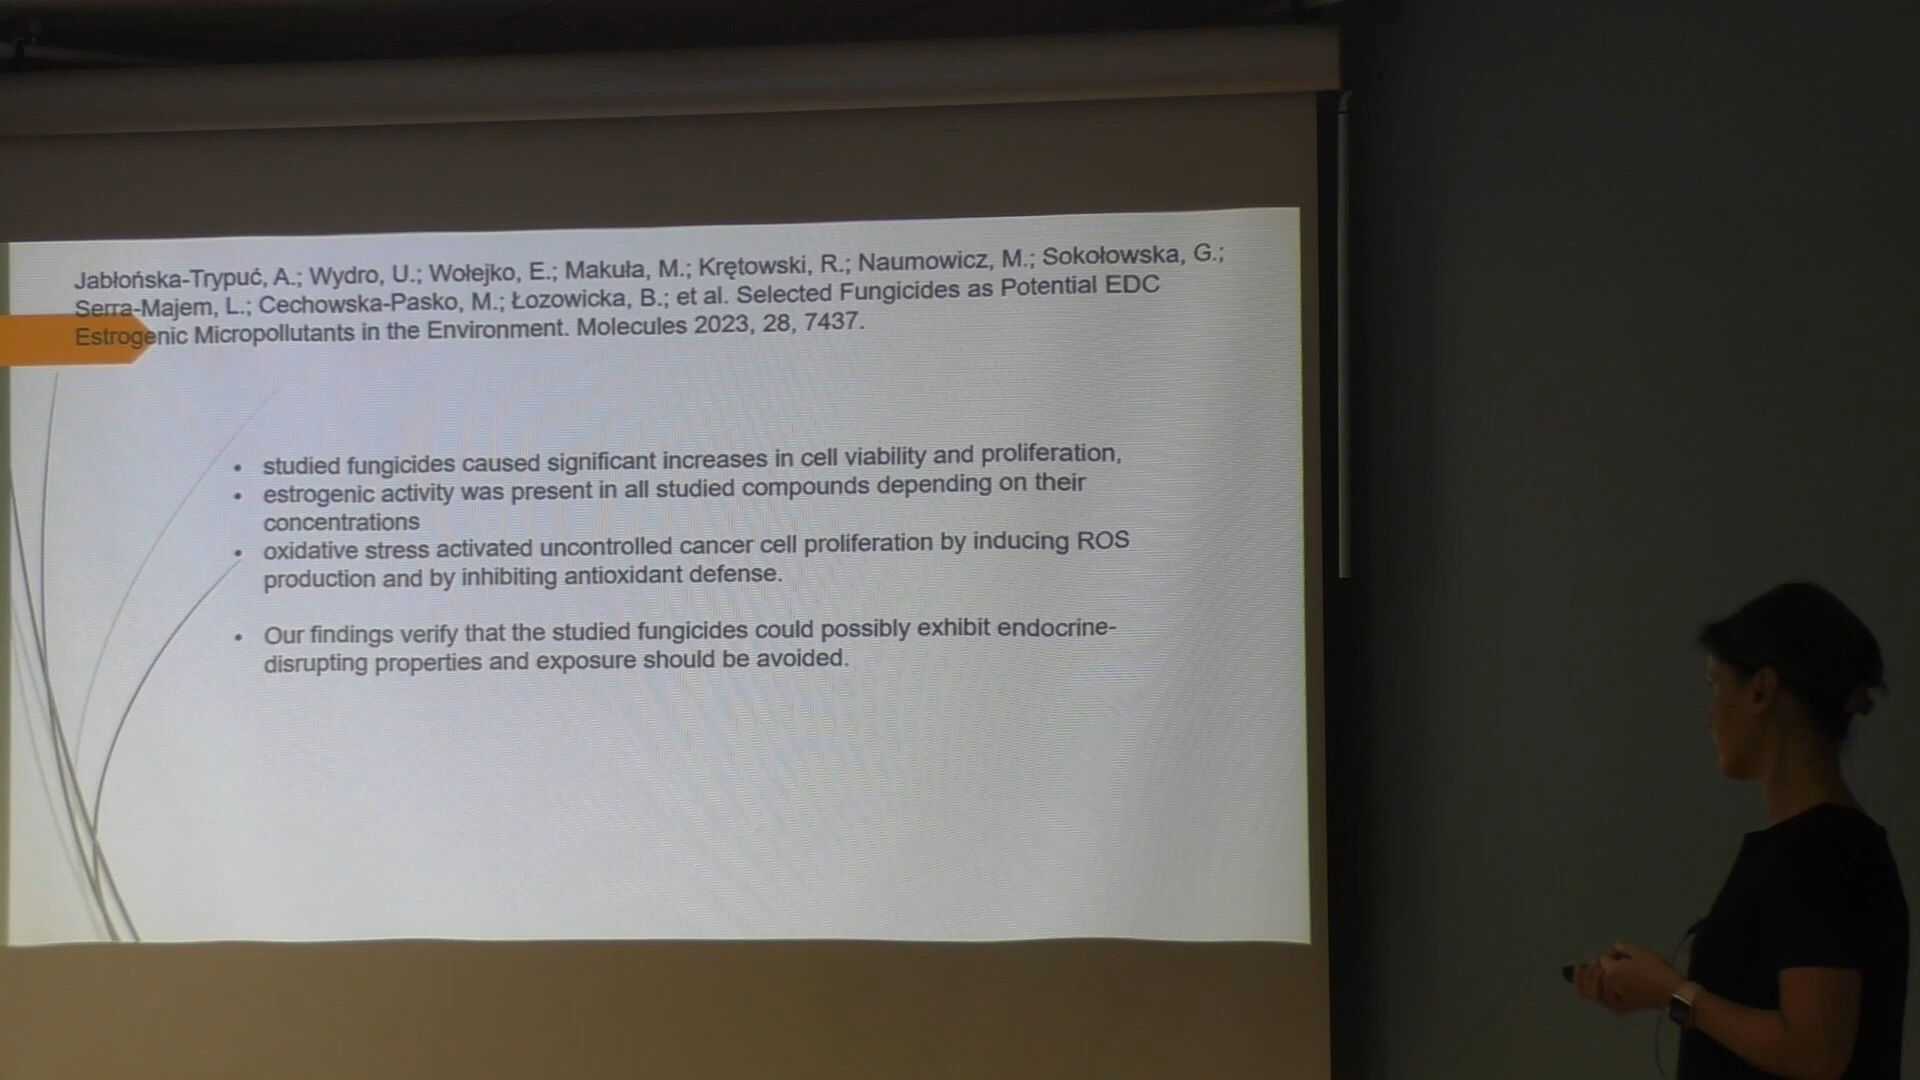 Jabłońska-Trypuć, A.; Wydro, U.; Wołejko, E.; Makuła, M.; Krętowski, R.; Naumowicz, M.; Sokołowska, G.;
Serra-Majem, L.; Cechowska-Pasko, M.; Łozowicka, B.; et al. Selected Fungicides as Potential EDC
Estrogenic Micropollutants in the Environment. Molecules 2023, 28, 7437.
• studied fungicides caused significant increases in cell viability and proliferation,
• estrogenic activity was present in all studied compounds depending on their
concentrations
• oxidative stress activated uncontrolled cancer cell proliferation by inducing ROS
production and by inhibiting antioxidant defense.
• Our findings verify that the studied fungicides could possibly exhibit endocrine-
disrupting properties and exposure should be avoided.